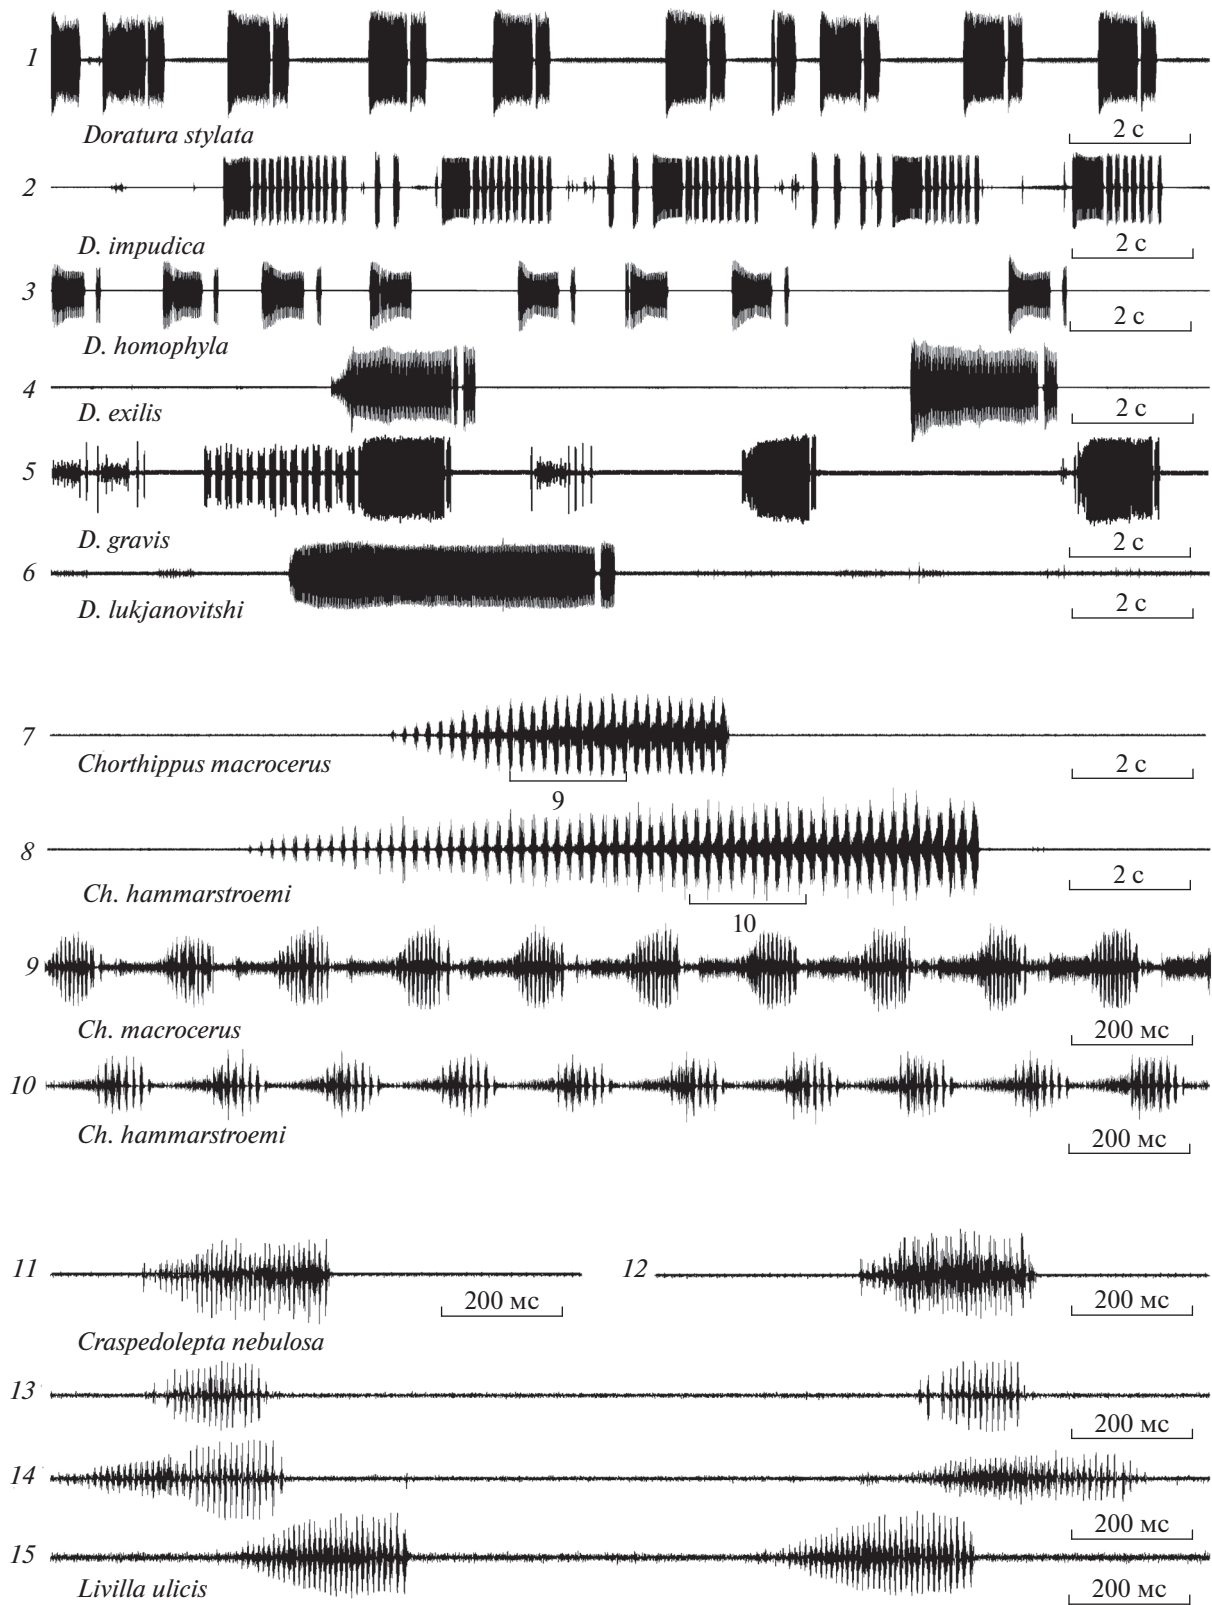 1
Doratura stylata
2 с
2
D. impudica
2 с
3
D. homophyla
2 с
4
D. exilis
2 с
5
D. gravis
2 с
6
D. lukjanovitshi
2 с
7
Chorthippus macrocerus
2 с
9
8
Ch. hammarstroemi
2 с
10
9
Ch. macrocerus
200 мс
10
Ch. hammarstroemi
200 мс
11
200 мс
12
200 мс
Craspedolepta nebulosa
13
200 мс
14
200 мс
15
Livilla ulicis
200 мс